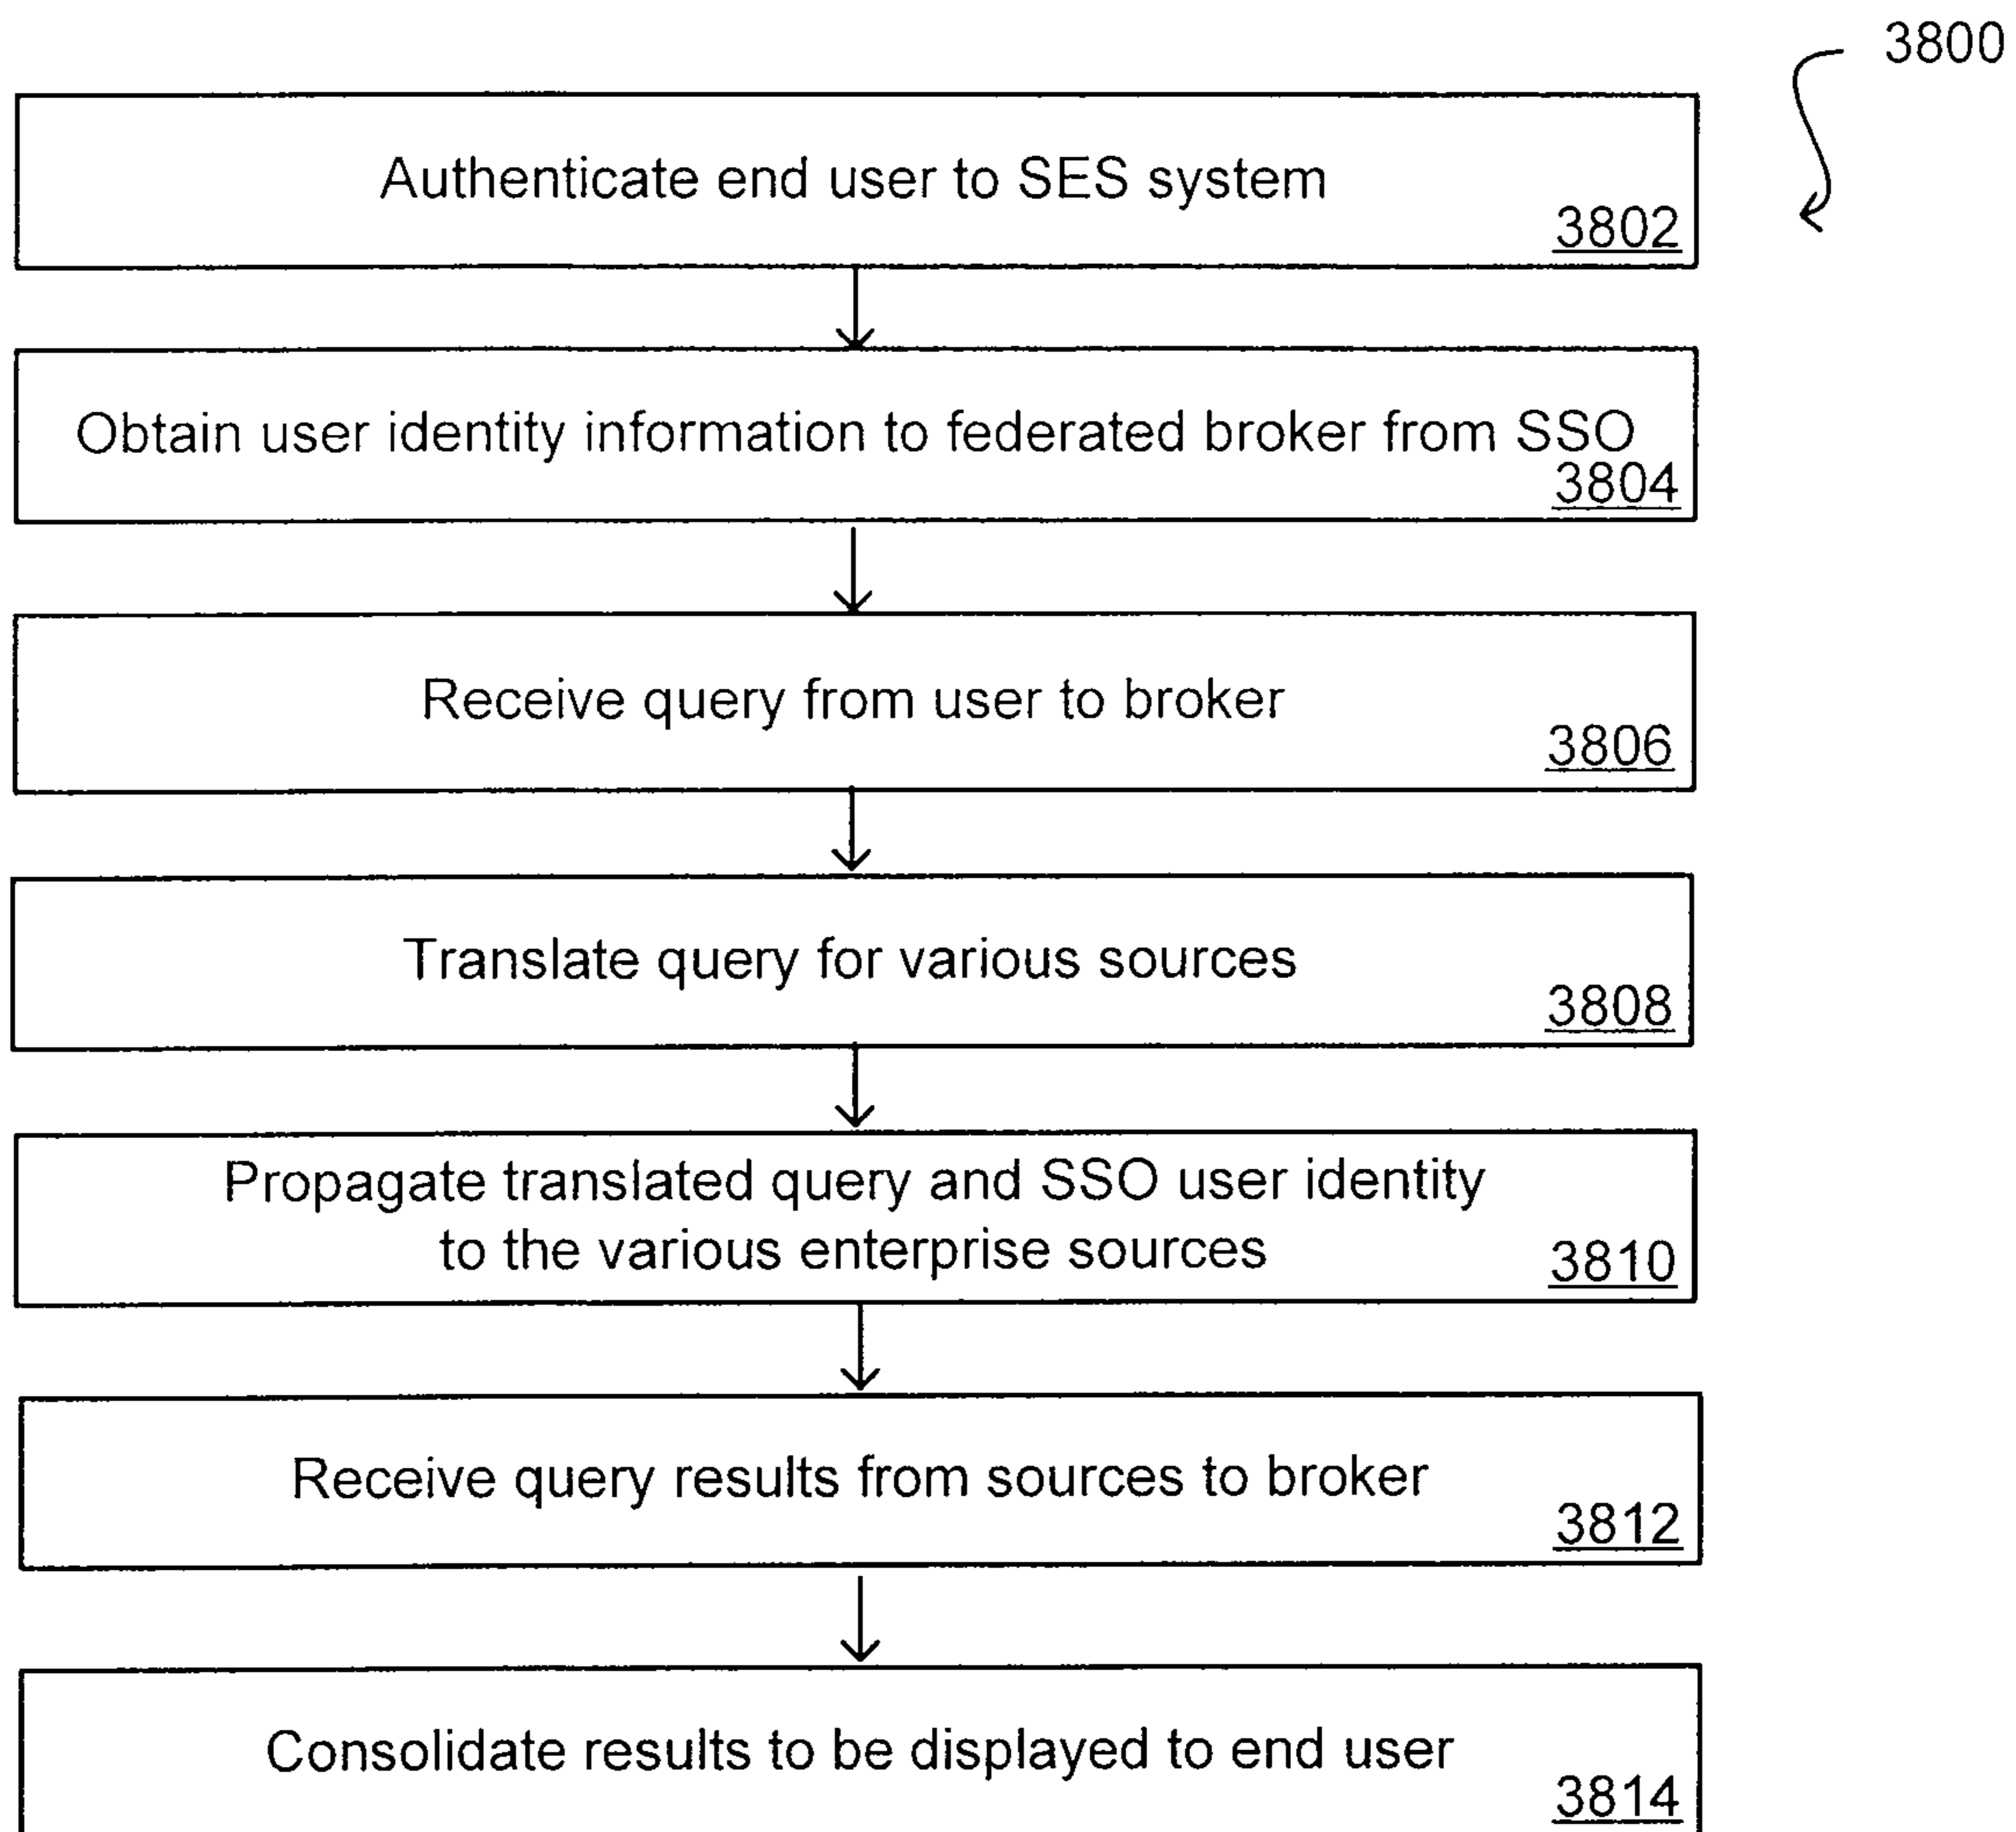 3800
Authenticate end user to SES system
3802
Obtain user identity information to federated broker from SSO
3804
Receive query from user to broker
3806
Translate query for various sources
3808
Propagate translated query and SSO user identity
to the various enterprise sources
3810
Receive query results from sources to broker
3812
Consolidate results to be displayed to end user
3814